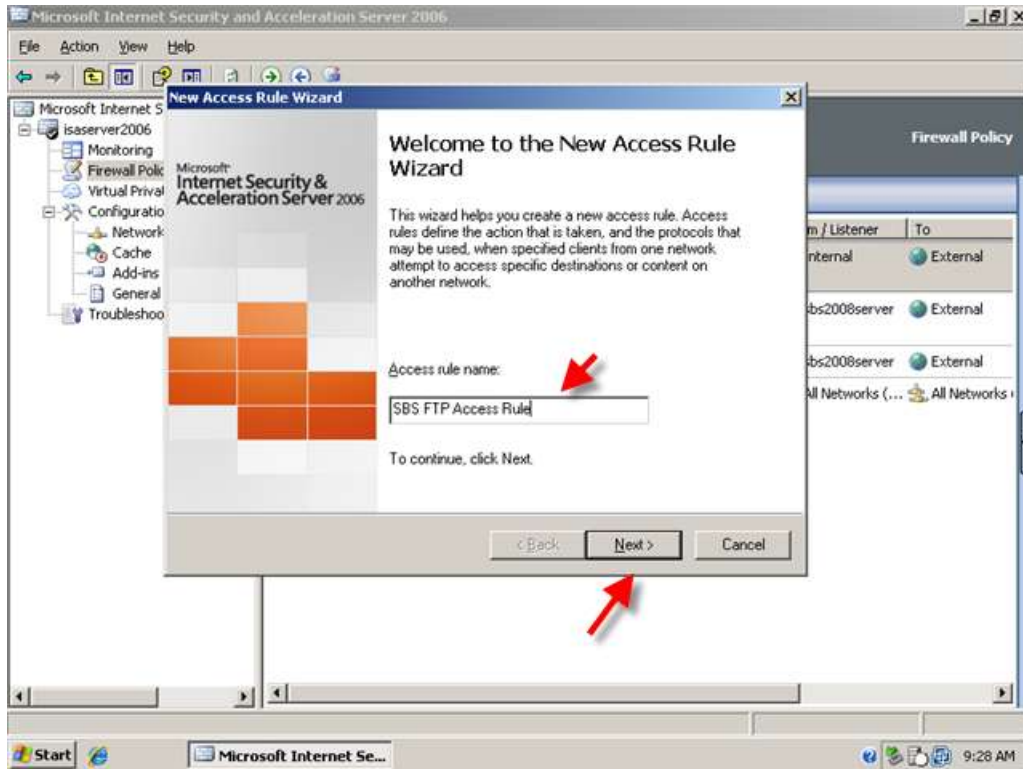 Microsoft Internet Security and Acceleration Server 2006
File Action View Help
Microsoft Internet S
isaserver2006
Monitoring
Firewall Polic
Virtual Privat
Configuratio
Network
Cache
Add-ins
General
Troubleshoo
New Access Rule Wizard
Microsoft
Internet Security &
Acceleration Server 2006
Welcome to the New Access Rule
Wizard
This wizard helps you create a new access rule. Access
rules define the action that is taken, and the protocols that
may be used, when specified clients from one network
attempt to access specific destinations or content on
another network.
Access rule name:
SBS FTP Access Rule
To continue, click Next.
< Back Next > Cancel
Firewall Policy
m / Listener To
nternal External
sbs2008server External
sbs2008server External
All Networks (... All Networks (
Start Microsoft Internet Se... 9:28 AM